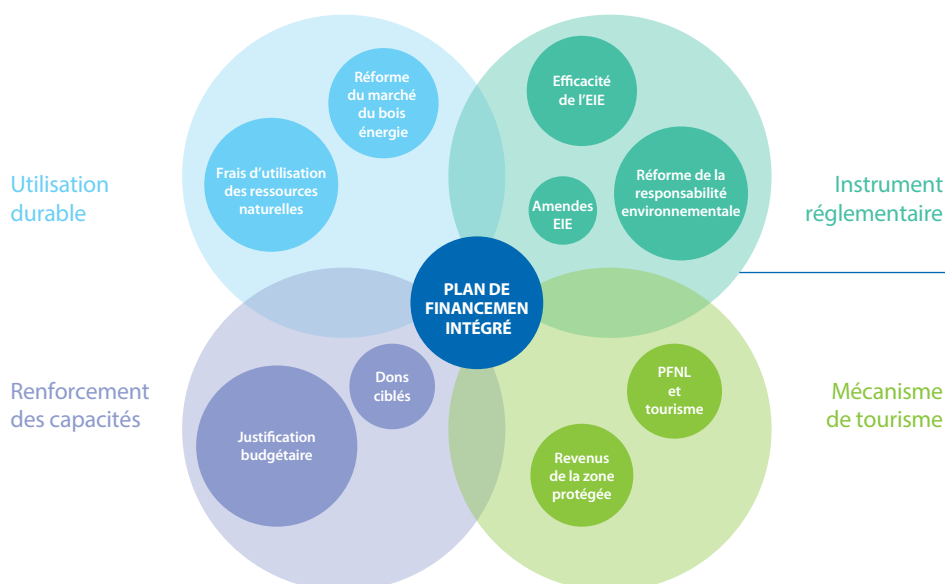 Utilisation
durable
Réforme
du marché
du bois
énergie
Frais d'utilisation
des ressources
naturelles
Efficacité
de l'EIE
Amendes
EIE
Réforme de la
responsabilité
environnementale
Instrument
réglementaire
PLAN DE
FINANCEMEN
INTÉGRÉ
Renforcement
des capacités
Dons
ciblés
Justification
budgétaire
PFNL
et
tourisme
Revenus
de la zone
protégée
Mécanisme
de tourisme